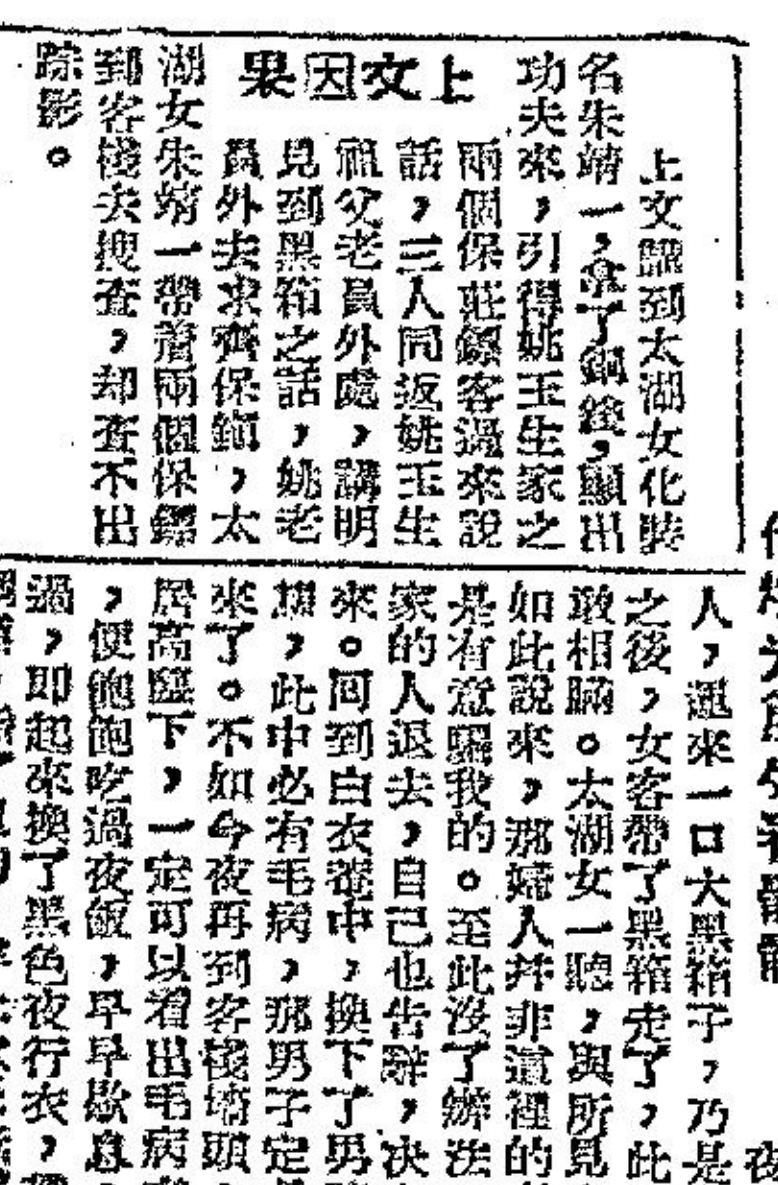 上文因果
上文說到太湖女化裝
名朱靖一，拿了銅錢，顯出
功夫來，引得姚玉生家之
兩個保莊鏢客過來說
話，三人同返姚玉生
祖父老員外處，講明
見到黑箱之話，姚老
員外去求齊保鎮，太
湖女朱靖一帶着兩個保鏢
到客棧去搜查，却查不出
踪影。
人，運來一口大黑箱子，乃是
之後，女客帶了黑箱走了，此
敢相瞞。太湖女一聽，與所見
如此說來，那婦人并非這裡的
是有意騙我的。至此沒了辦法
家的人退去，自己也告辭，决
來。回到白衣菴中，換下了男
想，此中必有毛病，那男子定
來了。不如今夜再到客棧墻頭
居高臨下，一定可以看出毛病
，便飽飽吃過夜飯，早早歇息
過，即起來換了黑色夜行衣，